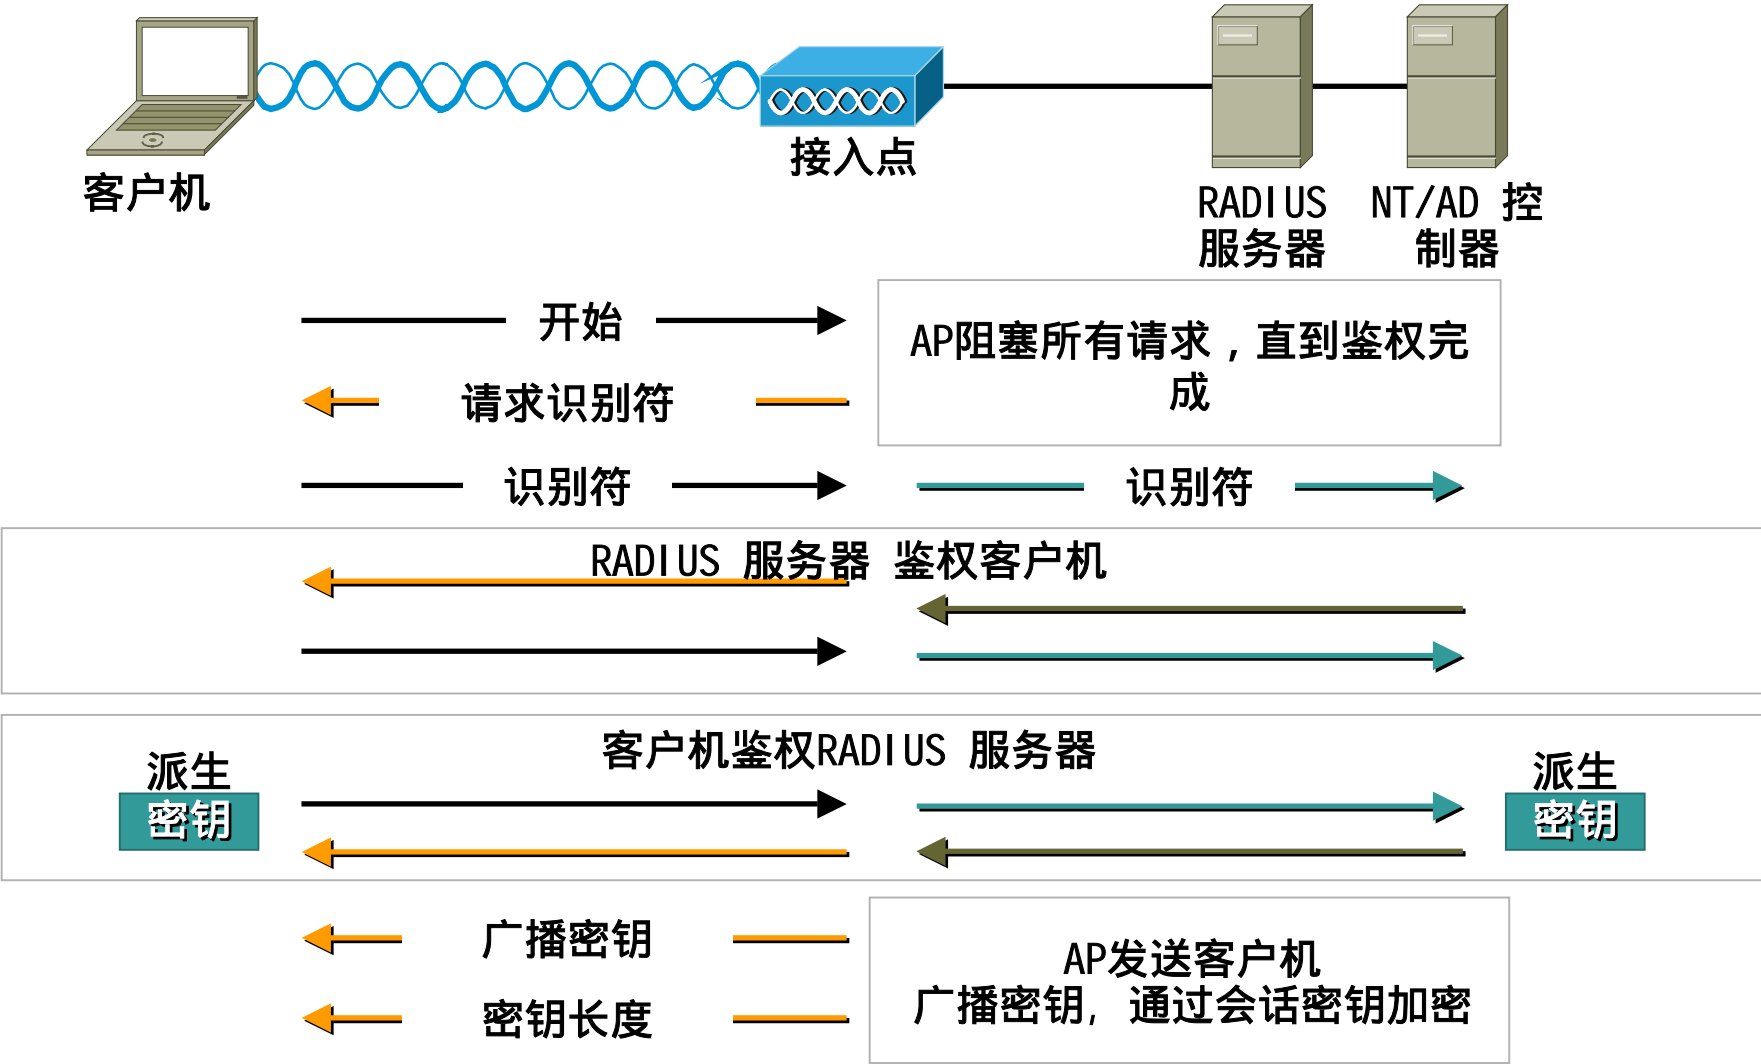 客户机
接入点
RADIUS
服务器
NT/AD 控
制器
开始
AP阻塞所有请求，直到鉴权完
成
请求识别符
识别符
识别符
RADIUS 服务器 鉴权客户机
客户机鉴权RADIUS 服务器
派生
密钥
派生
密钥
广播密钥
AP发送客户机
广播密钥, 通过会话密钥加密
密钥长度